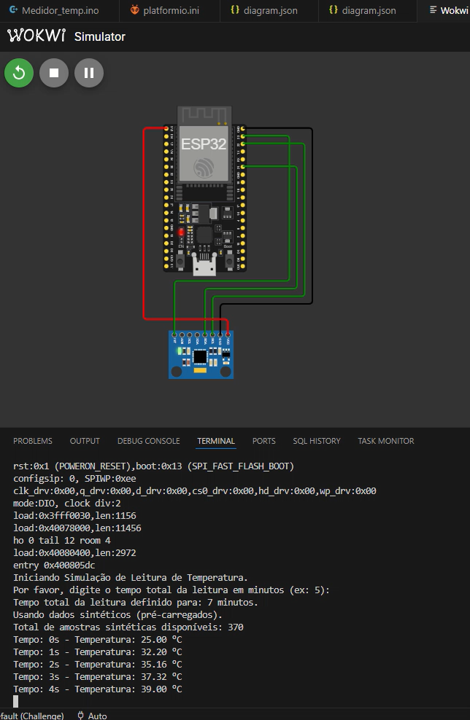 Medidor_temp.ino platformio.ini diagram.json diagram.json Wokwi
WOKWI Simulator
ESP32
PROBLEMS OUTPUT DEBUG CONSOLE TERMINAL PORTS SQL HISTORY TASK MONITOR
rst:0x1 (POWERON_RESET),boot:0x13 (SPI_FAST_FLASH_BOOT)
configsip: 0, SPIWP:0xee
clk_drv:0x00,q_drv:0x00,d_drv:0x00,cs0_drv:0x00,hd_drv:0x00,wp_drv:0x00
mode:DIO, clock div:2
load:0x3fff0030,len:1156
load:0x40078000,len:11456
ho 0 tail 12 room 4
load:0x40080400,len:2972
entry 0x400805dc
Iniciando Simulação de Leitura de Temperatura.
Por favor, digite o tempo total da leitura em minutos (ex: 5):
Tempo total da leitura definido para: 7 minutos.
Usando dados sintéticos (pré-carregados).
Total de amostras sintéticas disponíveis: 370
Tempo: 0s - Temperatura: 25.00 ºC
Tempo: 1s - Temperatura: 32.20 ºC
Tempo: 2s - Temperatura: 35.16 ºC
Tempo: 3s - Temperatura: 37.32 ºC
Tempo: 4s - Temperatura: 39.00 ºC
fault (Challenge) Auto